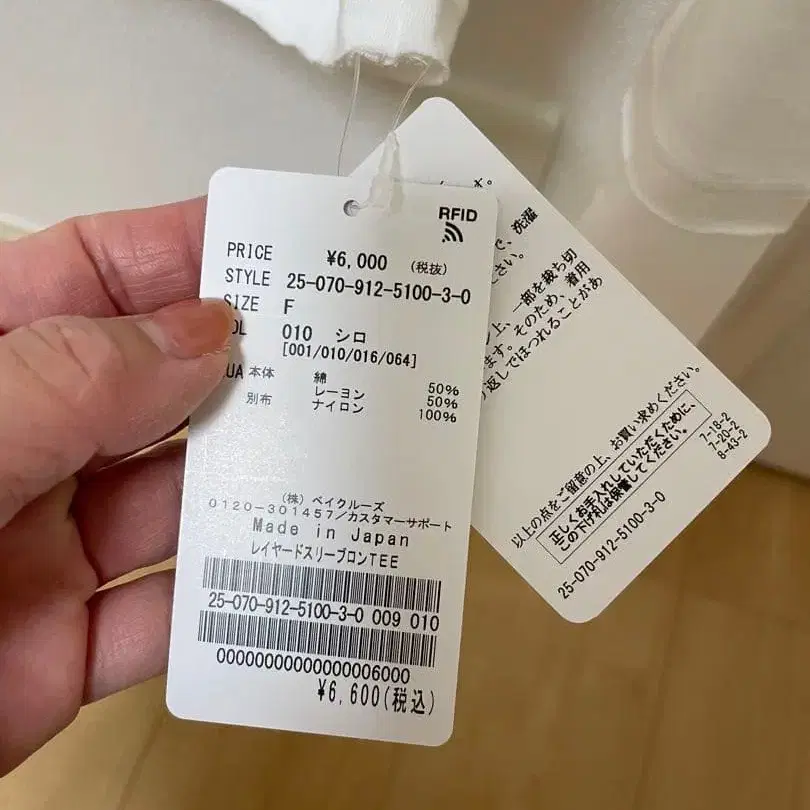 RFID
PRICE ¥6,000 (税抜)
STYLE 25-070-912-5100-3-0
SIZE F
OL 010 シロ
[001/010/016/064]
UA 本体 綿 50%
レーヨン 50%
別布 ナイロン 100%
(株) ベイクルーズ
0120-301457/カスタマーサポート
Made in Japan
レイヤードスリーブロンTEE
25-070-912-5100-3-0 009 010
00000000000000006000
¥6,600(税込)
す。
で、洗濯
さい。
上、一部を裁ち切
ます。そのため、着用
り返しでほつれることがあ
以上の点をご留意の上、お買い求めください。
正しくお手入れしていただくために、
この下げ札は保管してください。
7-18-2
7-20-2
8-43-2
25-070-912-5100-3-0